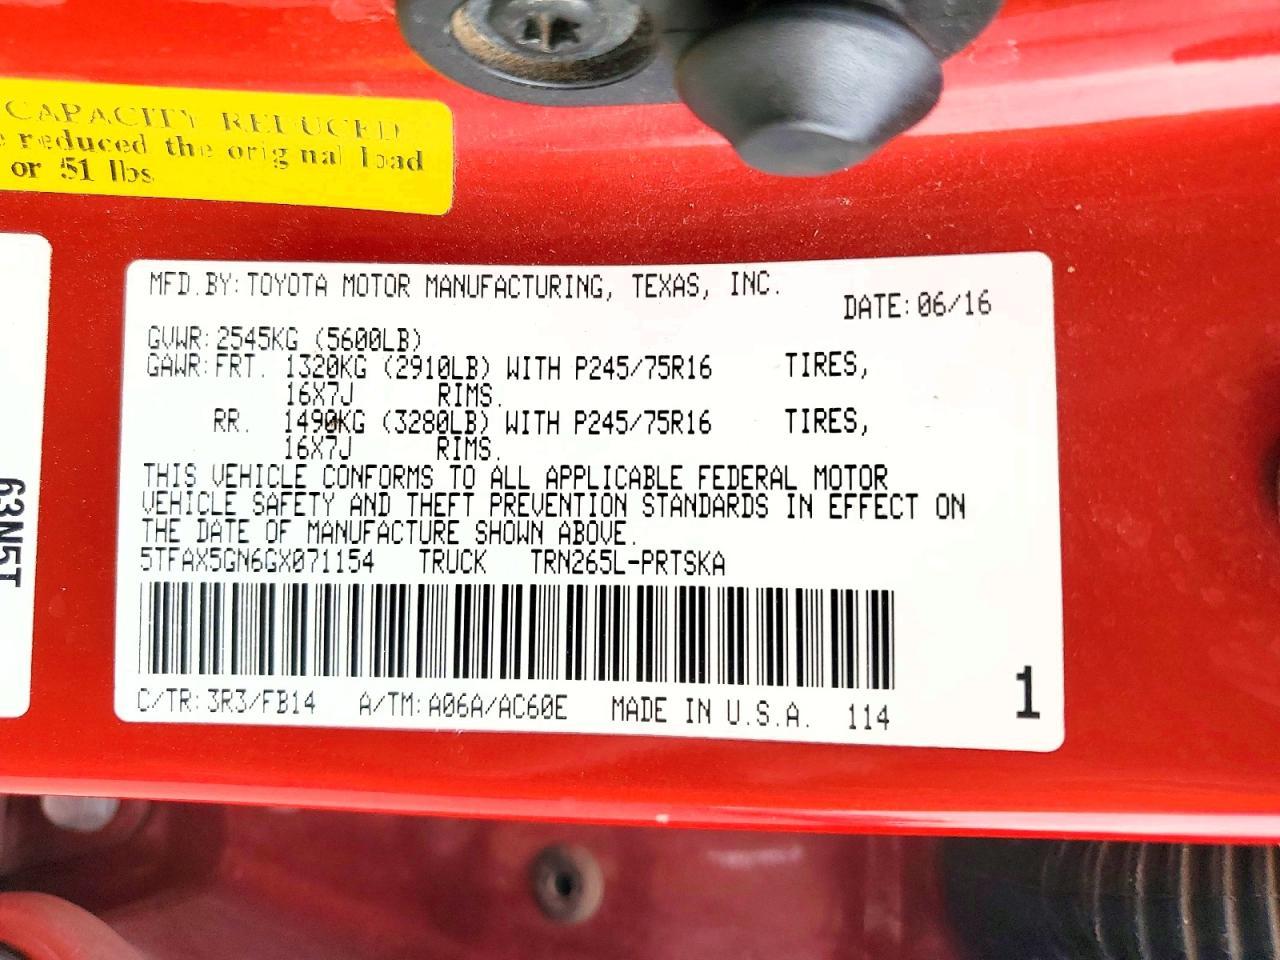 CAPACITY REDUCED
reduced the original load
or 51 lbs
MFD. BY: TOYOTA MOTOR MANUFACTURING, TEXAS, INC.
DATE: 06/16
GVWR: 2545KG (5600LB)
GAWR: FRT. 1320KG (2910LB) WITH P245/75R16 TIRES,
16X7J RIMS.
RR. 1490KG (3280LB) WITH P245/75R16 TIRES,
16X7J RIMS.
THIS VEHICLE CONFORMS TO ALL APPLICABLE FEDERAL MOTOR
VEHICLE SAFETY AND THEFT PREVENTION STANDARDS IN EFFECT ON
THE DATE OF MANUFACTURE SHOWN ABOVE.
5TFAX5GN6GX071154 TRUCK TRN265L-PRTSKA
C/TR: 3R3/FB14 A/TM: A06A/AC60E MADE IN U.S.A. 114
1
63N5T